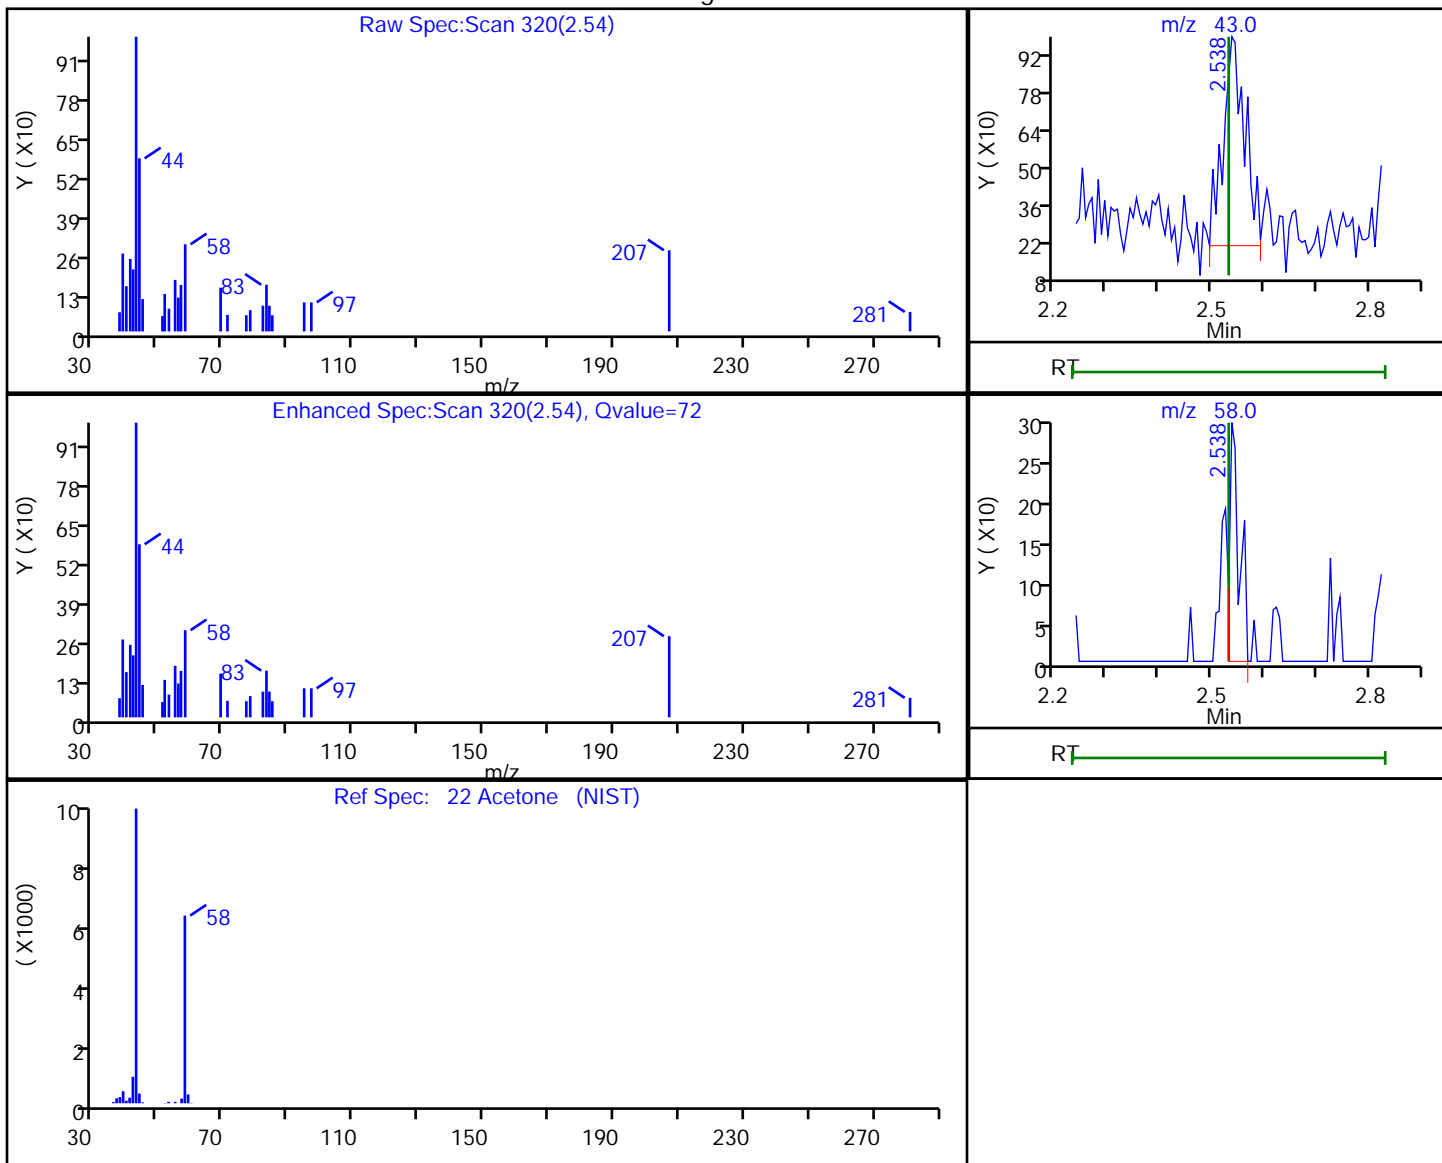 Raw Spec:Scan 320(2.54)
Y ( X10)
91
78
65
52
39
26
13
0
44
58
83
97
207
281
30 70 110 150 190 230 270
m/z
m/z 43.0
Y ( X10)
92
78
64
50
36
22
8
2.538
2.2 2.5 2.8
Min
RT
Enhanced Spec:Scan 320(2.54), Qvalue=72
Y ( X10)
91
78
65
52
39
26
13
0
44
58
83
97
207
281
30 70 110 150 190 230 270
m/z
m/z 58.0
Y ( X10)
30
25
20
15
10
5
0
2.538
2.2 2.5 2.8
Min
RT
Ref Spec: 22 Acetone (NIST)
( X1000)
10
8
6
4
2
0
58
30 70 110 150 190 230 270